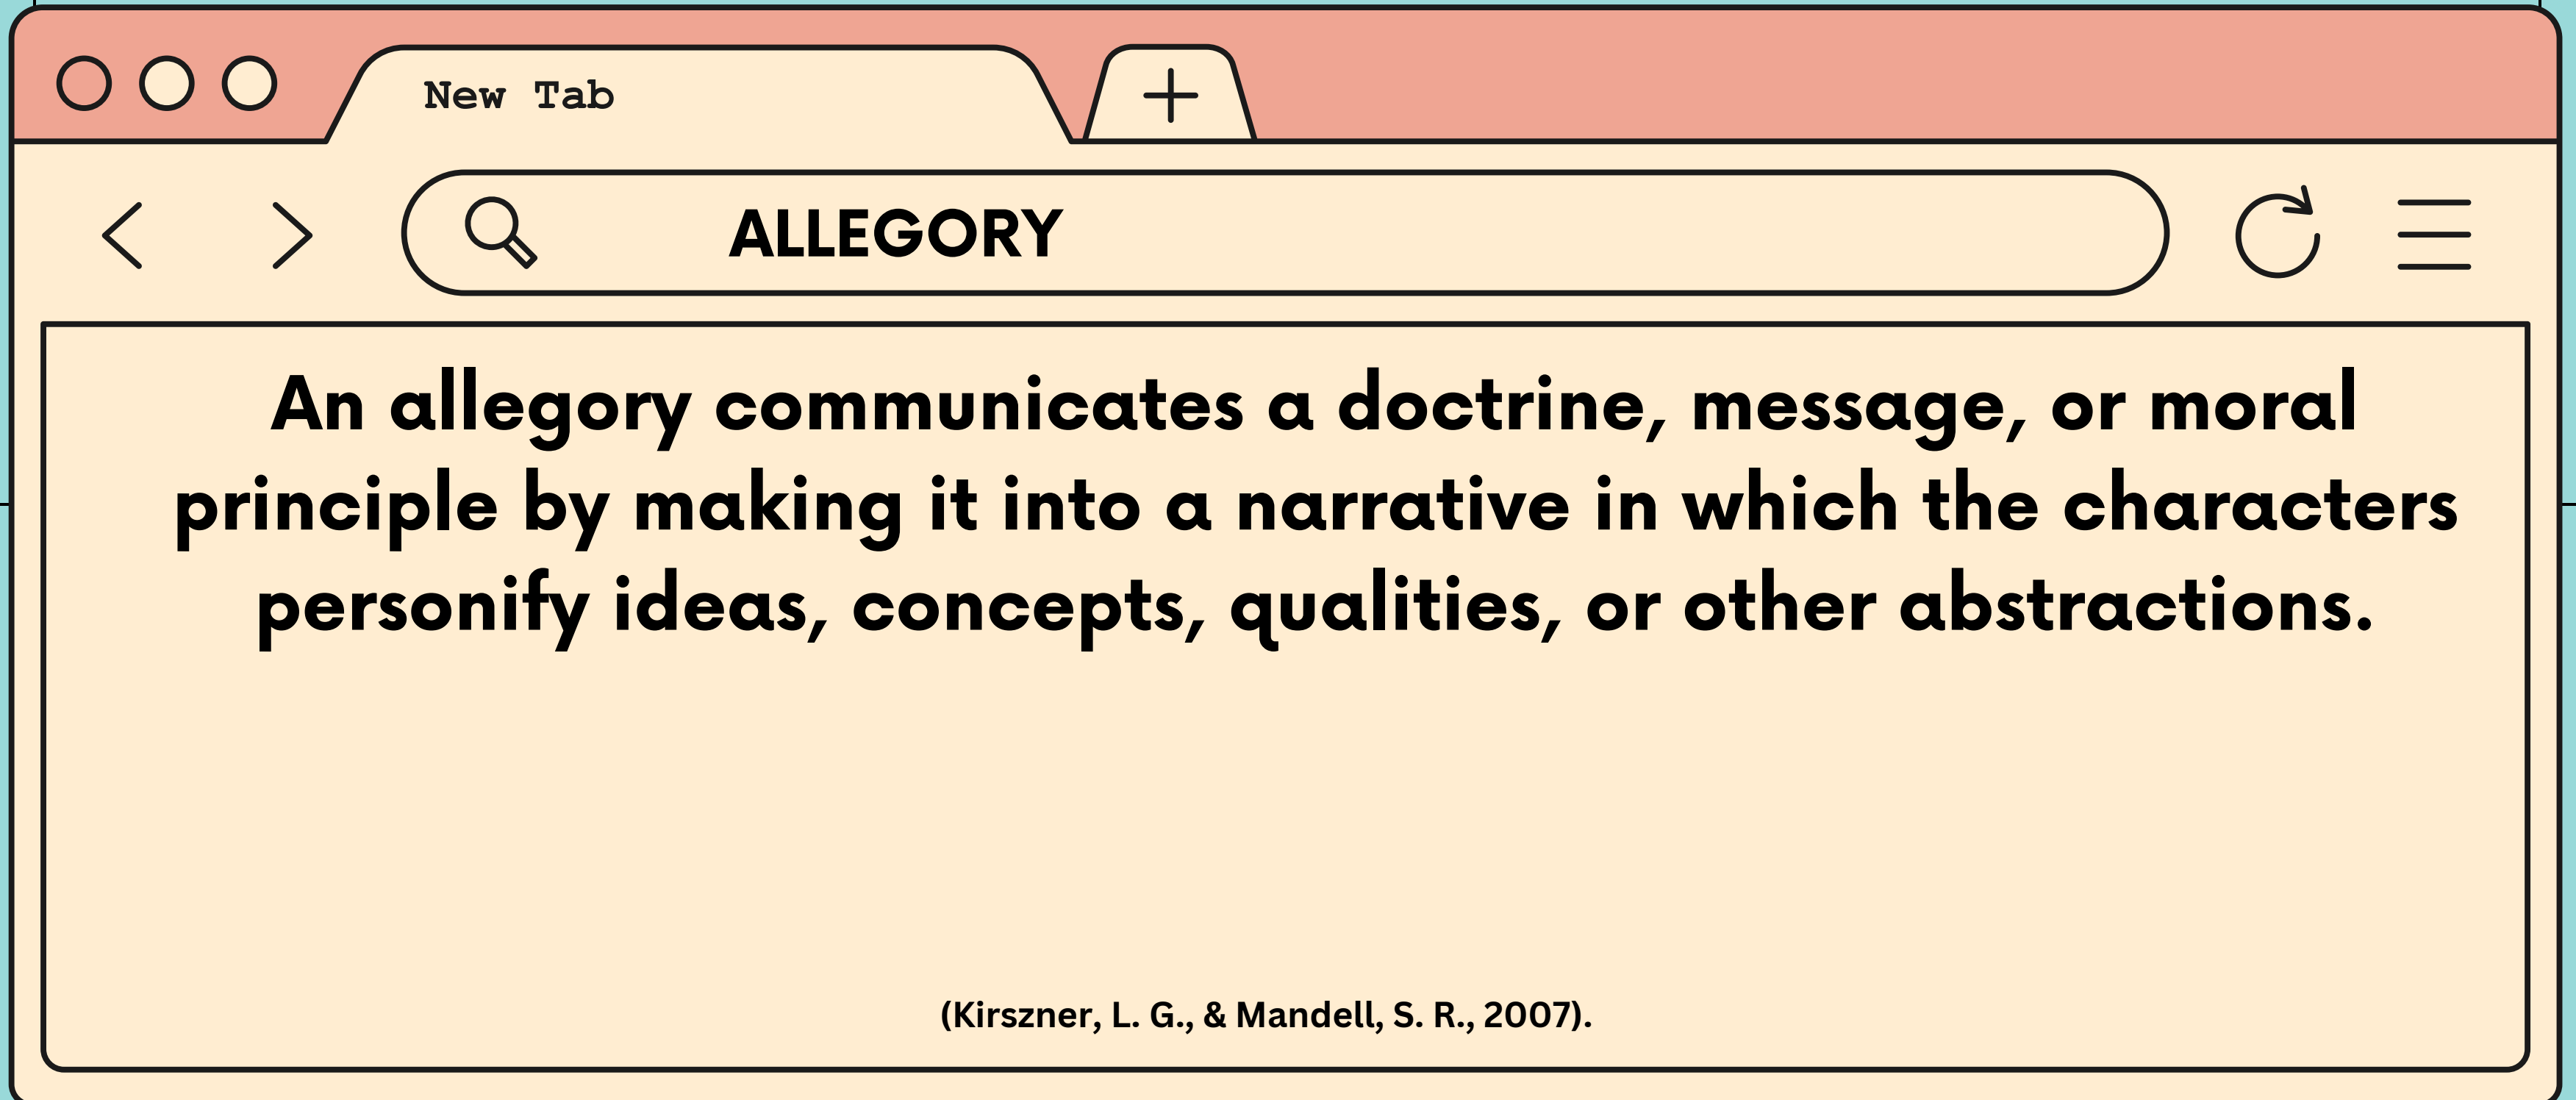 New Tab
ALLEGORY
An allegory communicates a doctrine, message, or moral
principle by making it into a narrative in which the characters
personify ideas, concepts, qualities, or other abstractions.
(Kirszner, L. G., & Mandell, S. R., 2007).